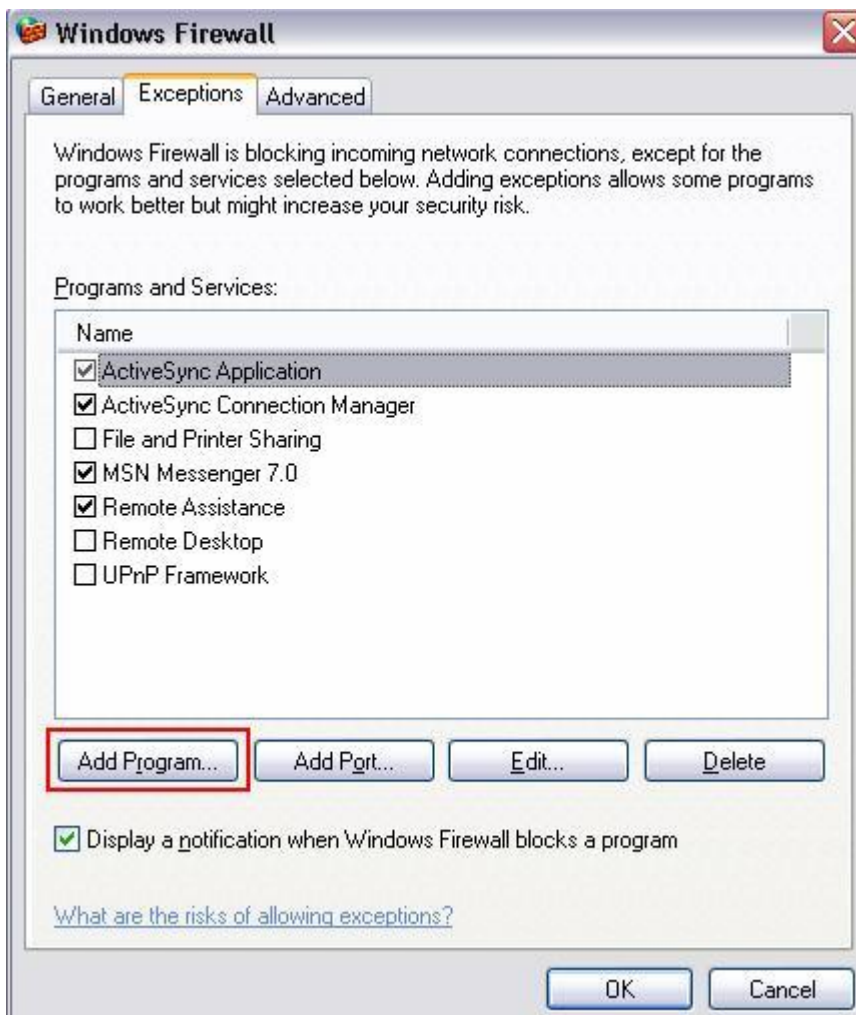 Windows Firewall
General Exceptions Advanced
Windows Firewall is blocking incoming network connections, except for the
programs and services selected below. Adding exceptions allows some programs
to work better but might increase your security risk.
Programs and Services:
Name
ActiveSync Application
ActiveSync Connection Manager
File and Printer Sharing
MSN Messenger 7.0
Remote Assistance
Remote Desktop
UPnP Framework
Add Program... Add Port... Edit... Delete
Display a notification when Windows Firewall blocks a program
What are the risks of allowing exceptions?
OK Cancel